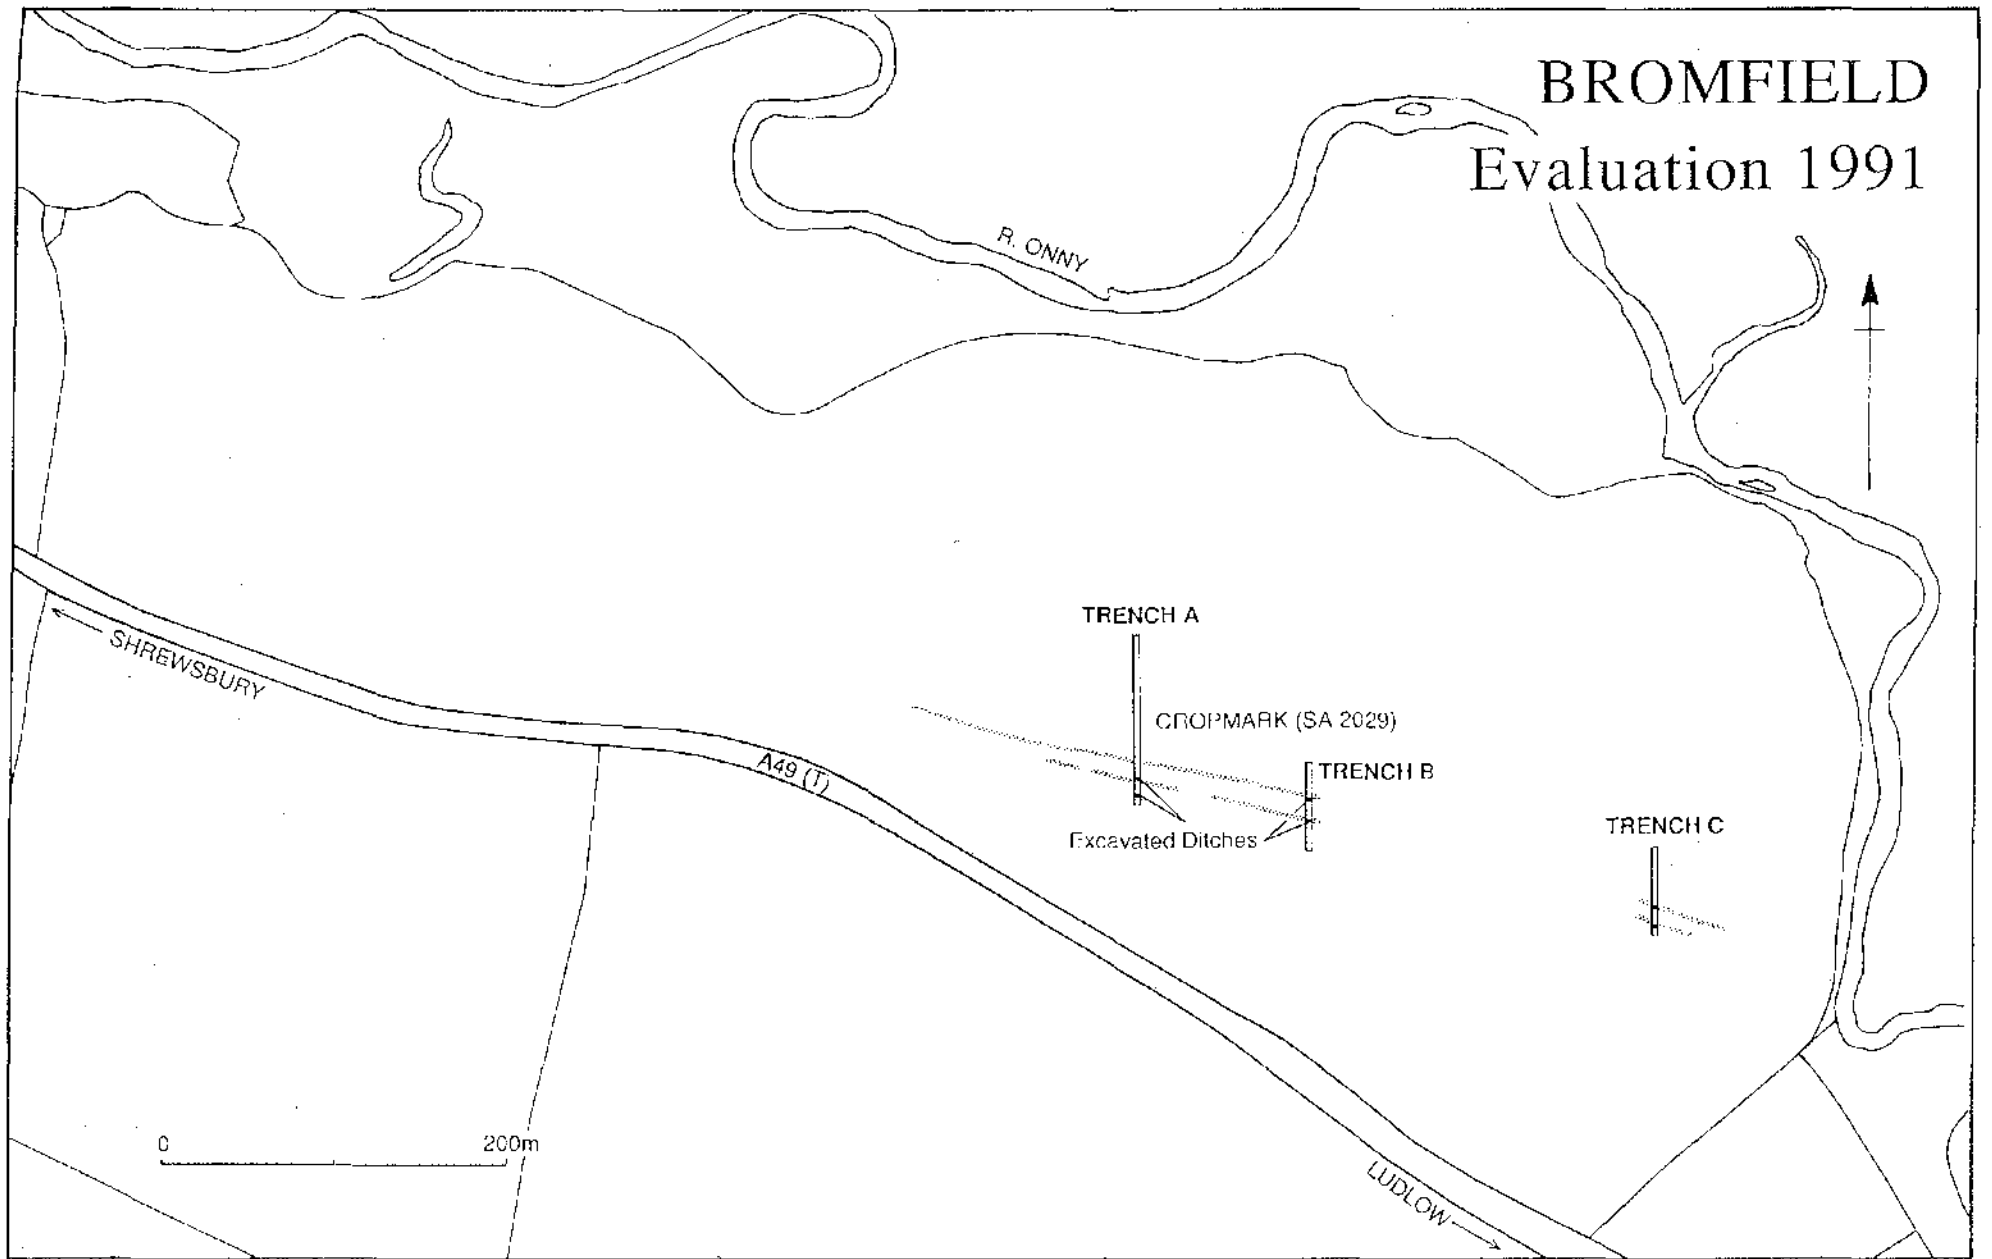 BROMFIELD
Evaluation 1991
R. ONNY
TRENCH A
SHREWSBURY
CROPMARK (SA 2029)
A49 (T)
TRENCH B
Excavated Ditches
TRENCH C
0 200m
LUDLOW